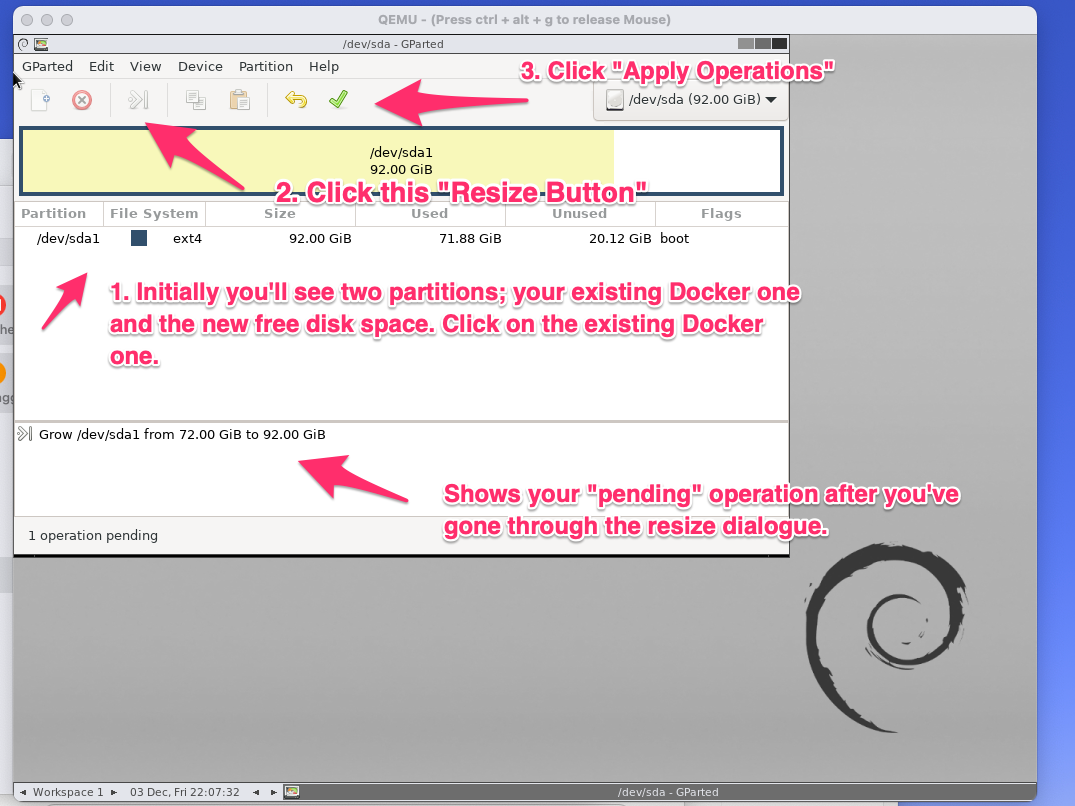 QEMU - (Press ctrl + alt + g to release Mouse)
/dev/sda - GParted
GParted Edit View Device Partition Help
3. Click "Apply Operations"
/dev/sda (92.00 GiB)
/dev/sda1
92.00 GiB
2. Click this "Resize Button"
Partition File System Size Used Unused Flags
/dev/sda1 ext4 92.00 GiB 71.88 GiB 20.12 GiB boot
1. Initially you'll see two partitions; your existing Docker one
and the new free disk space. Click on the existing Docker
one.
he
Grow /dev/sda1 from 72.00 GiB to 92.00 GiB
Shows your "pending" operation after you've
gone through the resize dialogue.
1 operation pending
Workspace 1 03 Dec, Fri 22:07:32 /dev/sda - GParted